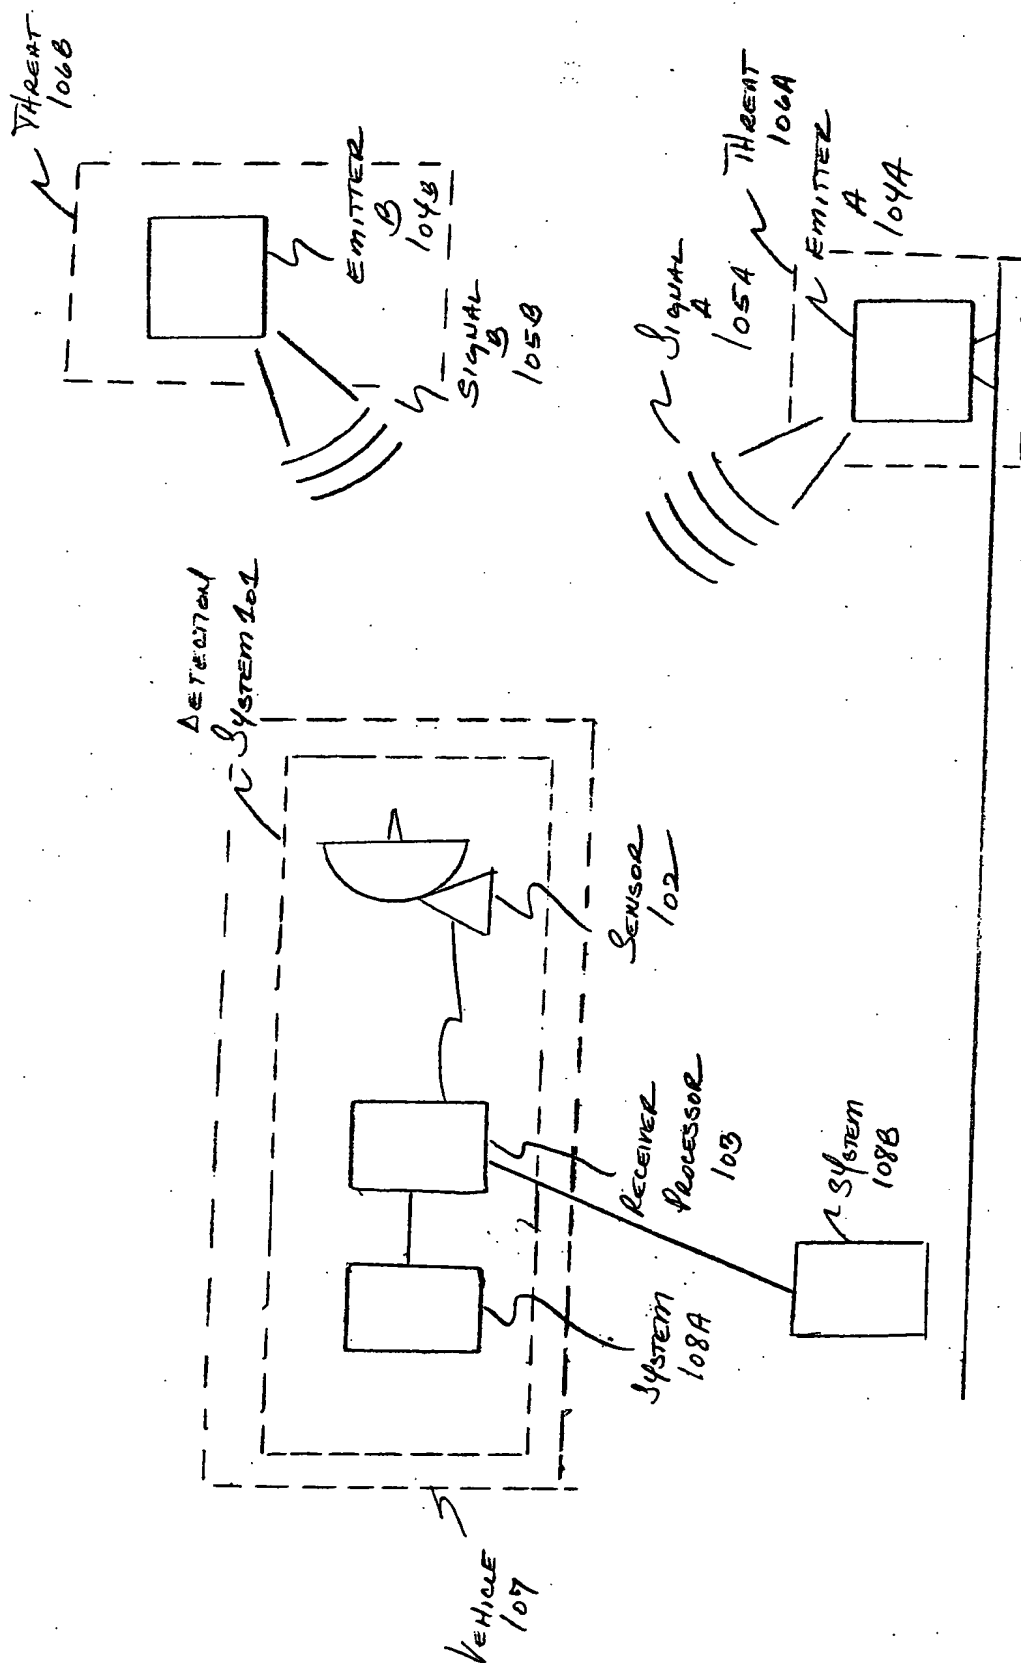 THREAT
106B
EMITTER
B
104B
SIGNAL
B
105B
THREAT
106A
EMITTER
A
104A
SIGNAL
A
105A
DETECTION
SYSTEM 101
SENSOR
102
RECEIVER
PROCESSOR
103
SYSTEM
108A
SYSTEM
108B
VEHICLE
107